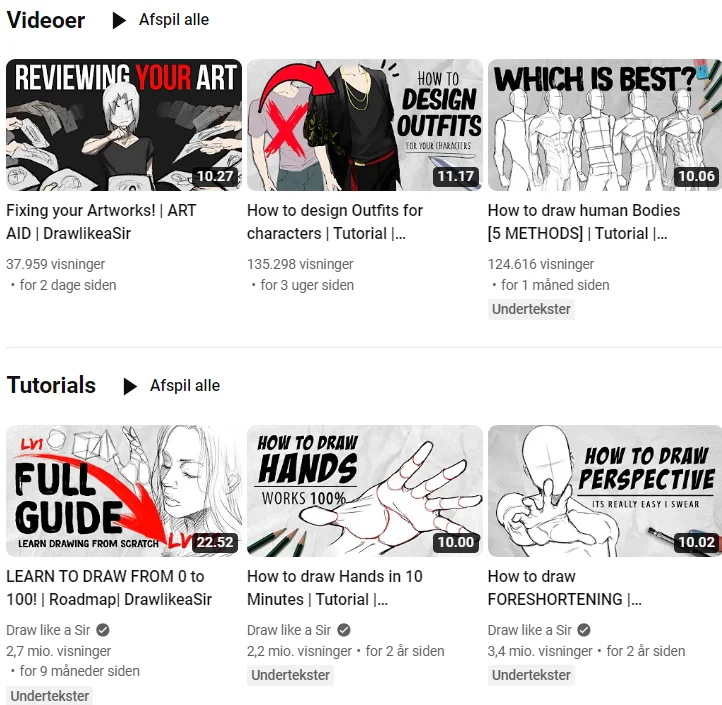 Videoer
Afspil alle
REVIEWING YOUR ART
10.27
HOW TO
DESIGN
OUTFITS
FOR YOUR CHARACTERS
11.17
WHICH IS BEST?
10.06
Fixing your Artworks! | ART
AID | DrawlikeaSir
37.959 visninger
• for 2 dage siden
How to design Outfits for
characters | Tutorial |...
135.298 visninger
• for 3 uger siden
How to draw human Bodies
[5 METHODS] | Tutorial |...
124.616 visninger
• for 1 måned siden
Undertekster
Tutorials
Afspil alle
LV1
FULL
GUIDE
LEARN DRAWING FROM SCRATCH
LV
22.52
HOW TO DRAW
HANDS
WORKS 100%
10.00
HOW TO DRAW
PERSPECTIVE
ITS REALLY EASY I SWEAR
10.02
LEARN TO DRAW FROM 0 to
100! | Roadmap| DrawlikeaSir
Draw like a Sir
2,7 mio. visninger
• for 9 måneder siden
Undertekster
How to draw Hands in 10
Minutes | Tutorial |...
Draw like a Sir
2,2 mio. visninger • for 2 år siden
Undertekster
How to draw
FORESHORTENING |...
Draw like a Sir
3,4 mio. visninger • for 2 år siden
Undertekster